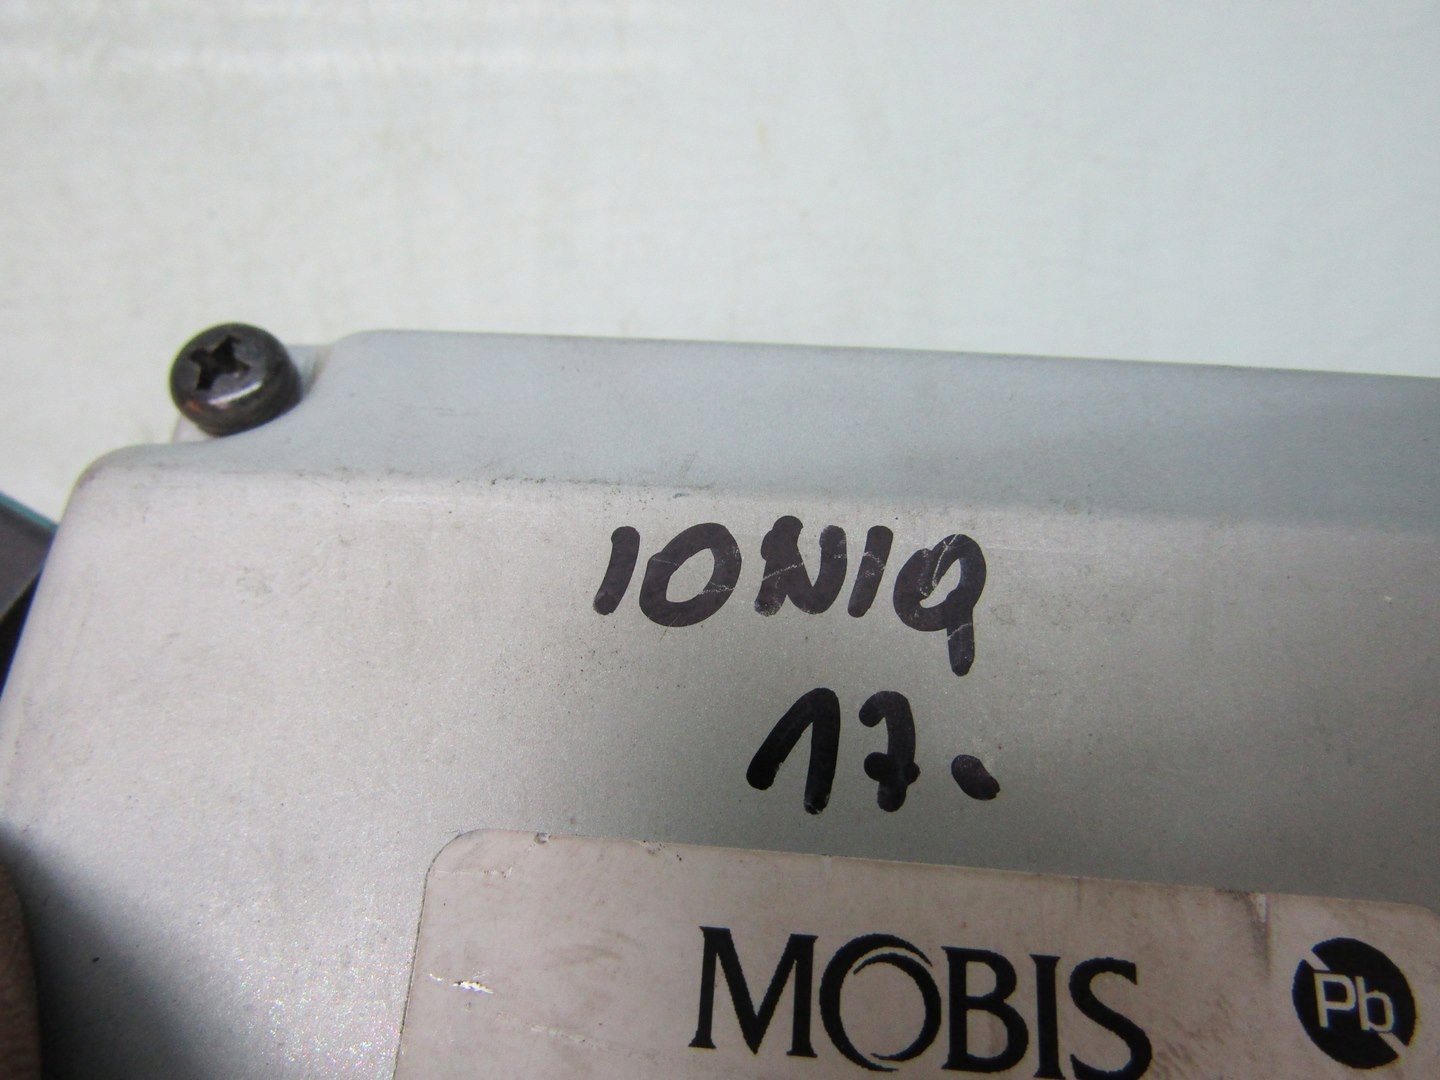 IONIQ
17.
MOBIS
Pb